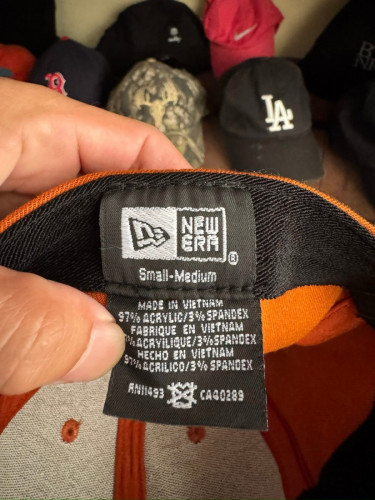 LA
B
NEW
ERA
Small-Medium
MADE IN VIETNAM
97% ACRYLIC/3% SPANDEX
FABRIQUE EN VIETNAM
ACRYLIQUE/3% SPANDEX
HECHO EN VIETNAM
97% ACRILICO/3% SPANDEX
RN11493 CA40289